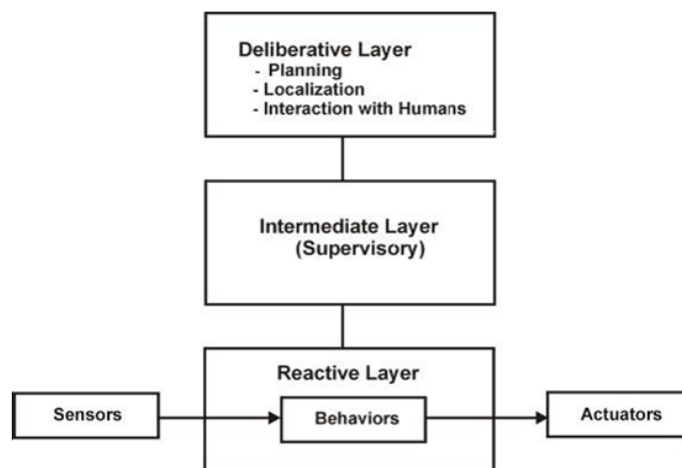 Deliberative Layer
- Planning
- Localization
- Interaction with Humans
Intermediate Layer
(Supervisory)
Reactive Layer
Sensors
Behaviors
Actuators